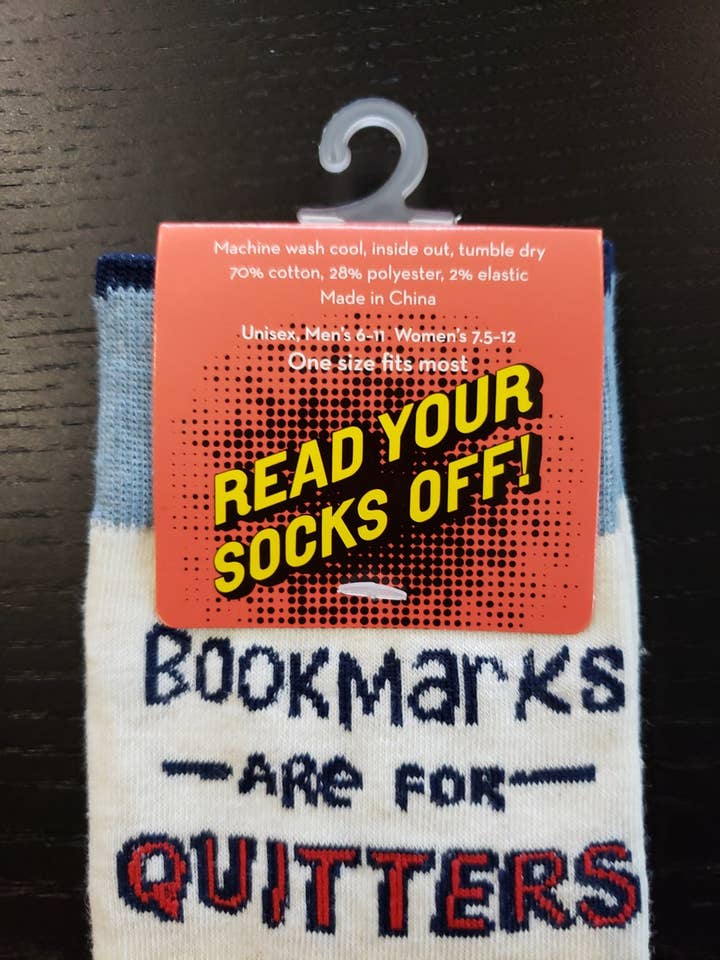 Machine wash cool, inside out, tumble dry
70% cotton, 28% polyester, 2% elastic
Made in China
Unisex, Men's 6-11 Women's 7.5-12
One size fits most
READ YOUR
SOCKS OFF!
BOOKMarKS
—ARe FOR—
QUITTERS